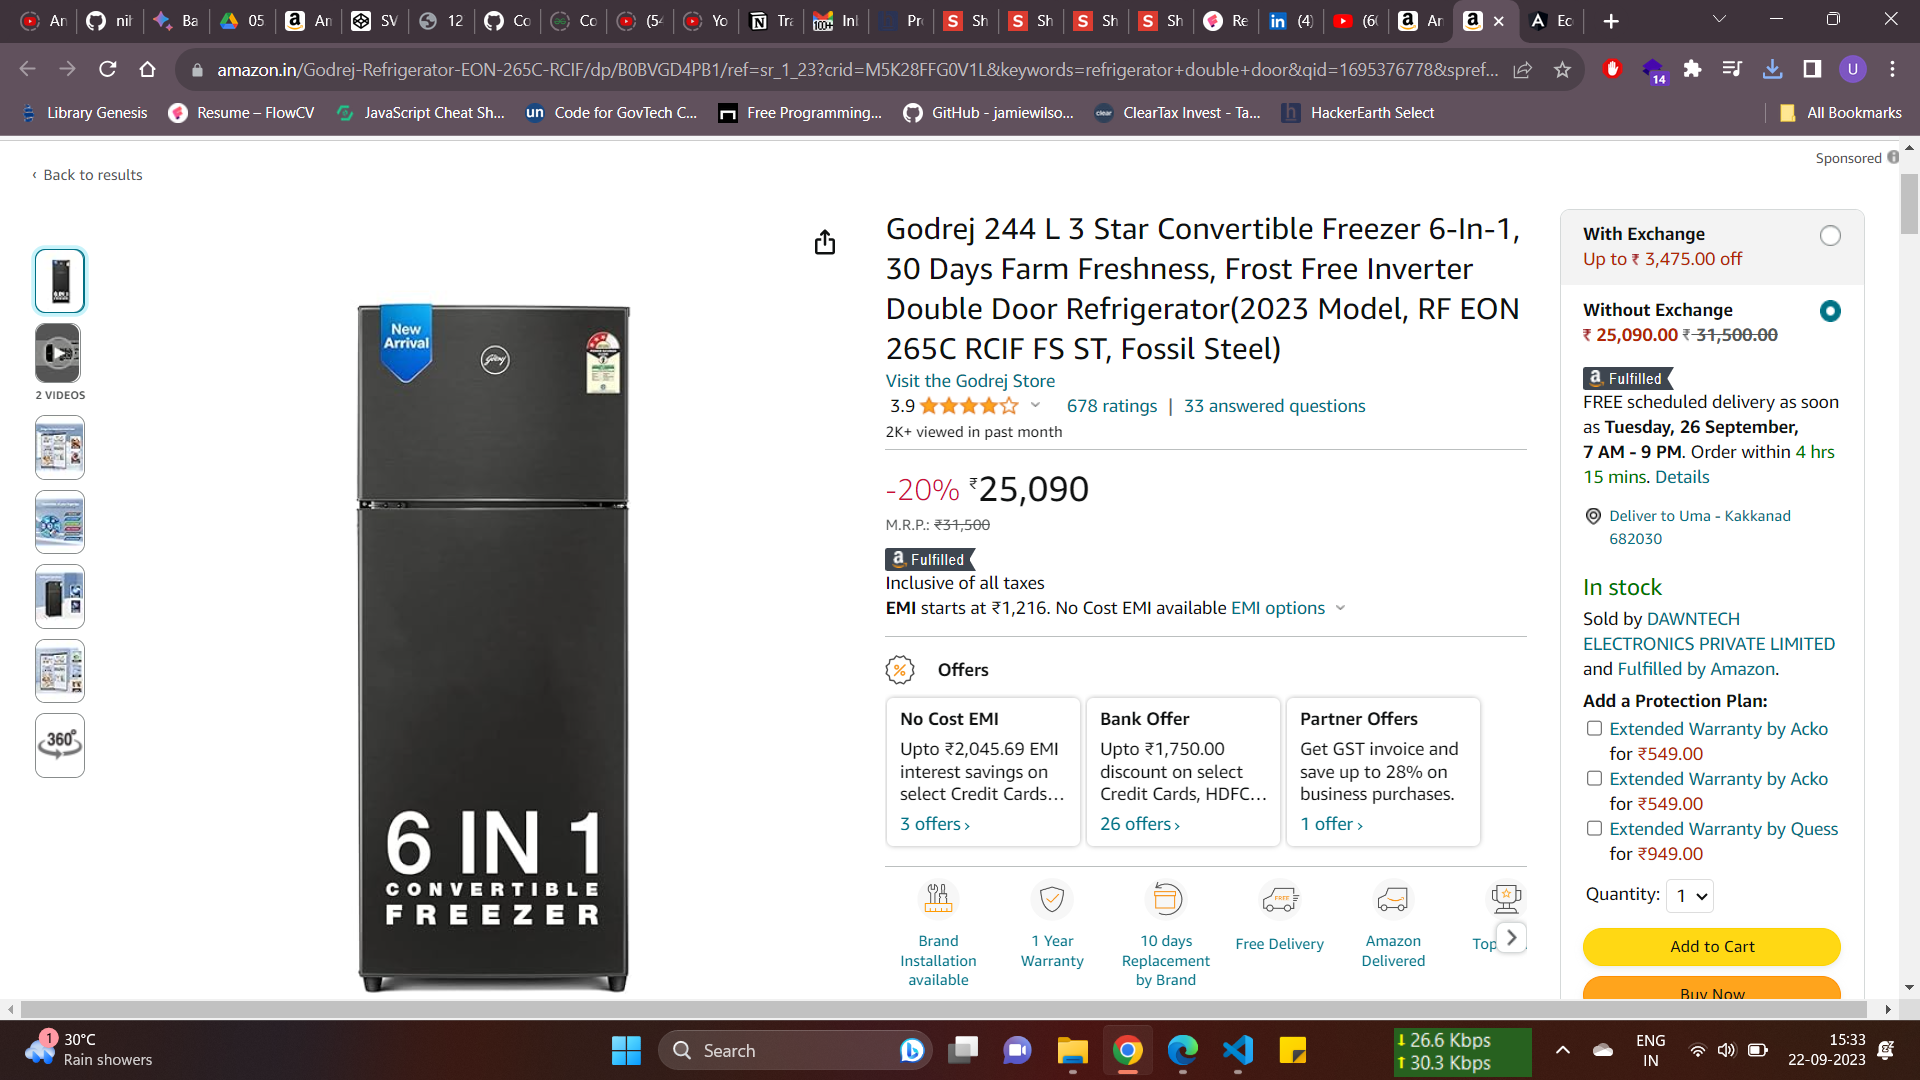 An
nih
Ba
05
An
SV
12
Co
Co
(54
Yo
Tra
100+
Inb
Pro
Sh
Sh
Sh
Sh
Re
(4)
(60
An
Ec
amazon.in/Godrej-Refrigerator-EON-265C-RCIF/dp/B0BVGD4PB1/ref=sr_1_23?crid=M5K28FFG0V1L&keywords=refrigerator+double+door&qid=1695376778&spref...
14
U
Library Genesis
Resume – FlowCV
JavaScript Cheat Sh...
un
Code for GovTech C...
Free Programming...
GitHub - jamiewilso...
clear
ClearTax Invest - Ta...
h
HackerEarth Select
All Bookmarks
Sponsored
‹ Back to results
2 VIDEOS
360°
New
Arrival
Godrej
6 IN 1
CONVERTIBLE
FREEZER
Godrej 244 L 3 Star Convertible Freezer 6-In-1,
30 Days Farm Freshness, Frost Free Inverter
Double Door Refrigerator(2023 Model, RF EON
265C RCIF FS ST, Fossil Steel)
Visit the Godrej Store
3.9
678 ratings | 33 answered questions
2K+ viewed in past month
-20% ₹25,090
M.R.P.: ₹31,500
a Fulfilled
Inclusive of all taxes
EMI starts at ₹1,216. No Cost EMI available EMI options
Offers
No Cost EMI
Upto ₹2,045.69 EMI
interest savings on
select Credit Cards…
3 offers ›
Bank Offer
Upto ₹1,750.00
discount on select
Credit Cards, HDFC…
26 offers ›
Partner Offers
Get GST invoice and
save up to 28% on
business purchases.
1 offer ›
Brand
Installation
available
1 Year
Warranty
10 days
Replacement
by Brand
FREE
Free Delivery
Amazon
Delivered
Top
With Exchange
Up to ₹ 3,475.00 off
Without Exchange
₹ 25,090.00 ₹ 31,500.00
a Fulfilled
FREE scheduled delivery as soon
as Tuesday, 26 September,
7 AM - 9 PM. Order within 4 hrs
15 mins. Details
Deliver to Uma - Kakkanad
682030
In stock
Sold by DAWNTECH
ELECTRONICS PRIVATE LIMITED
and Fulfilled by Amazon.
Add a Protection Plan:
Extended Warranty by Acko
for ₹549.00
Extended Warranty by Acko
for ₹549.00
Extended Warranty by Quess
for ₹949.00
Quantity: 1
Add to Cart
Buy Now
1
30°C
Rain showers
Search
26.6 Kbps
30.3 Kbps
ENG
IN
15:33
22-09-2023